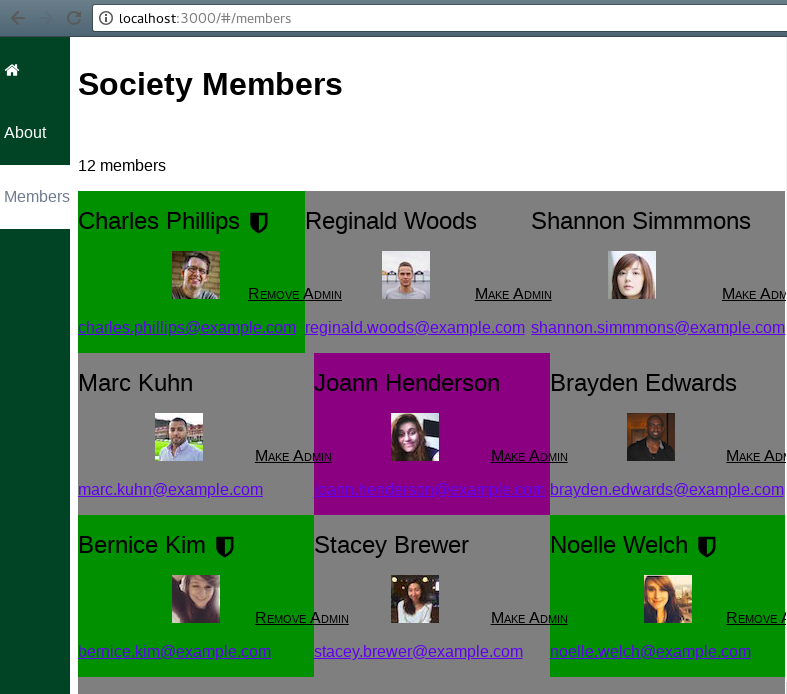 localhost:3000/#/members
Society Members
About
12 members
Members
Charles Phillips Reginald Woods Shannon Simmmons
Remove Admin Make Admin Make Adm
charles.phillips@example.com reginald.woods@example.com shannon.simmmons@example.com
Marc Kuhn Joann Henderson Brayden Edwards
Make Admin Make Admin Make Adm
marc.kuhn@example.com joann.henderson@example.com brayden.edwards@example.com
Bernice Kim Stacey Brewer Noelle Welch
Remove Admin Make Admin Remove A
bernice.kim@example.com stacey.brewer@example.com noelle.welch@example.com